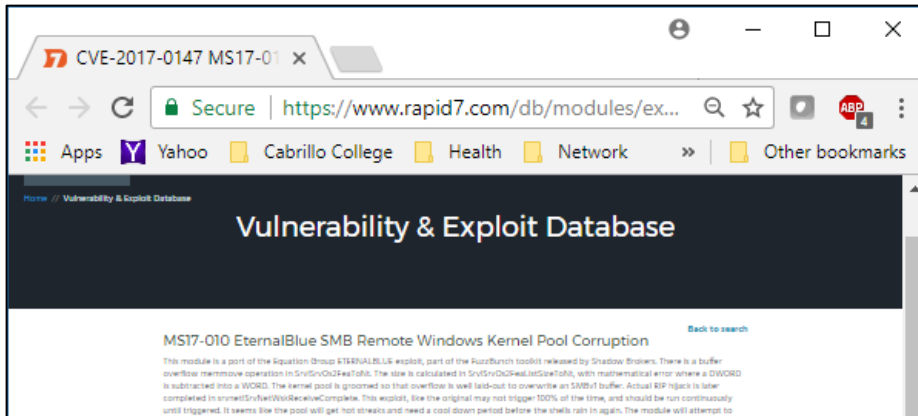 CVE-2017-0147 MS17-01
Secure | https://www.rapid7.com/db/modules/ex...
ABP
4
Apps Yahoo Cabrillo College Health Network » Other bookmarks
Home // Vulnerability & Exploit Database
Vulnerability & Exploit Database
Back to search
MS17-010 EternalBlue SMB Remote Windows Kernel Pool Corruption
This module is a part of the Equation Group ETERNALBLUE exploit, part of the FuzzBunch toolkit released by Shadow Brokers. There is a buffer
overflow memmove operation in Srv!SrvOs2FeaToNt. The size is calculated in Srv!SrvOs2FeaListSizeToNt, with mathematical error where a DWORD
is subtracted into a WORD. The kernel pool is groomed so that overflow is well laid-out to overwrite an SMBv1 buffer. Actual RIP hijack is later
completed in srvnet!SrvNetWskReceiveComplete. This exploit, like the original may not trigger 100% of the time, and should be run continuously
until triggered. It seems like the pool will get hot streaks and need a cool down period before the shells rain in again. The module will attempt to